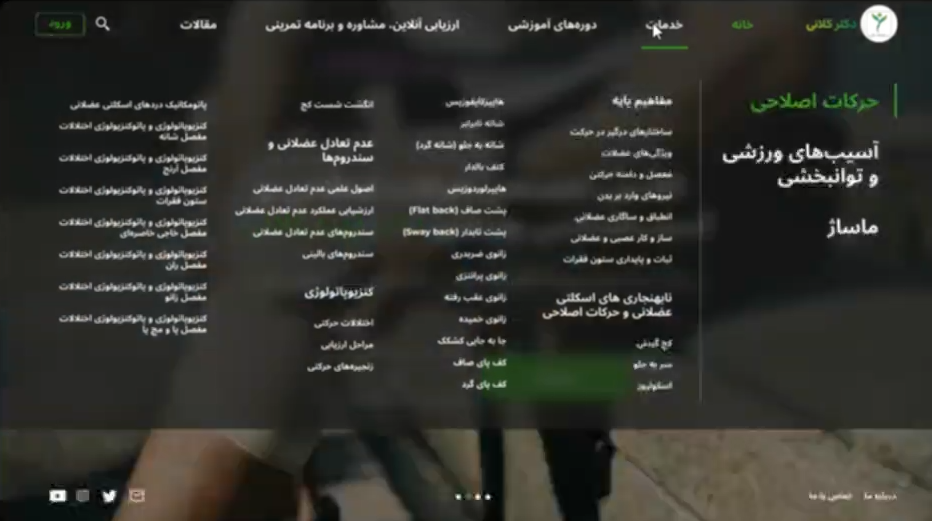 دکتر کلانی
خانه
خدمات
دوره‌های آموزشی
ارزیابی آنلاین، مشاوره و برنامه تمرینی
مقالات
ورود
حرکات اصلاحی
آسیب‌های ورزشی
و توانبخشی
ماساژ
مفاهیم پایه
ساختارهای درگیر در حرکت
ویژگی‌های عضلات
مفصل و دامنه حرکتی
نیروهای وارد بر بدن
انطباق و سازگاری عضلانی
ساز و کار عصبی و عضلانی
ثبات و پایداری ستون فقرات
نابهنجاری های اسکلتی
عضلانی و حرکات اصلاحی
کج گردنی
سر به جلو
اسکولیوز
هایپرکایفوزیس
شانه نابرابر
شانه به جلو (شانه گرد)
کتف بالدار
هایپرلوردوزیس
پشت صاف (Flat back)
پشت تابدار (Sway back)
زانوی ضربدری
زانوی پرانتزی
زانوی عقب رفته
زانوی خمیده
جا به جایی کشکک
کف پای صاف
کف پای گرد
انگشت شست کج
عدم تعادل عضلانی و
سندروم‌ها
اصول علمی عدم تعادل عضلانی
ارزشیابی عملکرد عدم تعادل عضلانی
سندروم‌های عدم تعادل عضلانی
سندروم‌های بالینی
کنزیوپاتولوژی
اختلالات حرکتی
مراحل ارزیابی
زنجیره‌های حرکتی
پاتومکانیک دردهای اسکلتی عضلانی
کنزیوپاتولوژی و پاتوکنزیولوژی اختلالات
مفصل شانه
کنزیوپاتولوژی و پاتوکنزیولوژی اختلالات
مفصل آرنج
کنزیوپاتولوژی و پاتوکنزیولوژی اختلالات
ستون فقرات
کنزیوپاتولوژی و پاتوکنزیولوژی اختلالات
مفصل خاجی خاصره‌ای
کنزیوپاتولوژی و پاتوکنزیولوژی اختلالات
مفصل ران
کنزیوپاتولوژی و پاتوکنزیولوژی اختلالات
مفصل زانو
کنزیوپاتولوژی و پاتوکنزیولوژی اختلالات
مفصل پا و مچ پا
درباره ما
تماس با ما